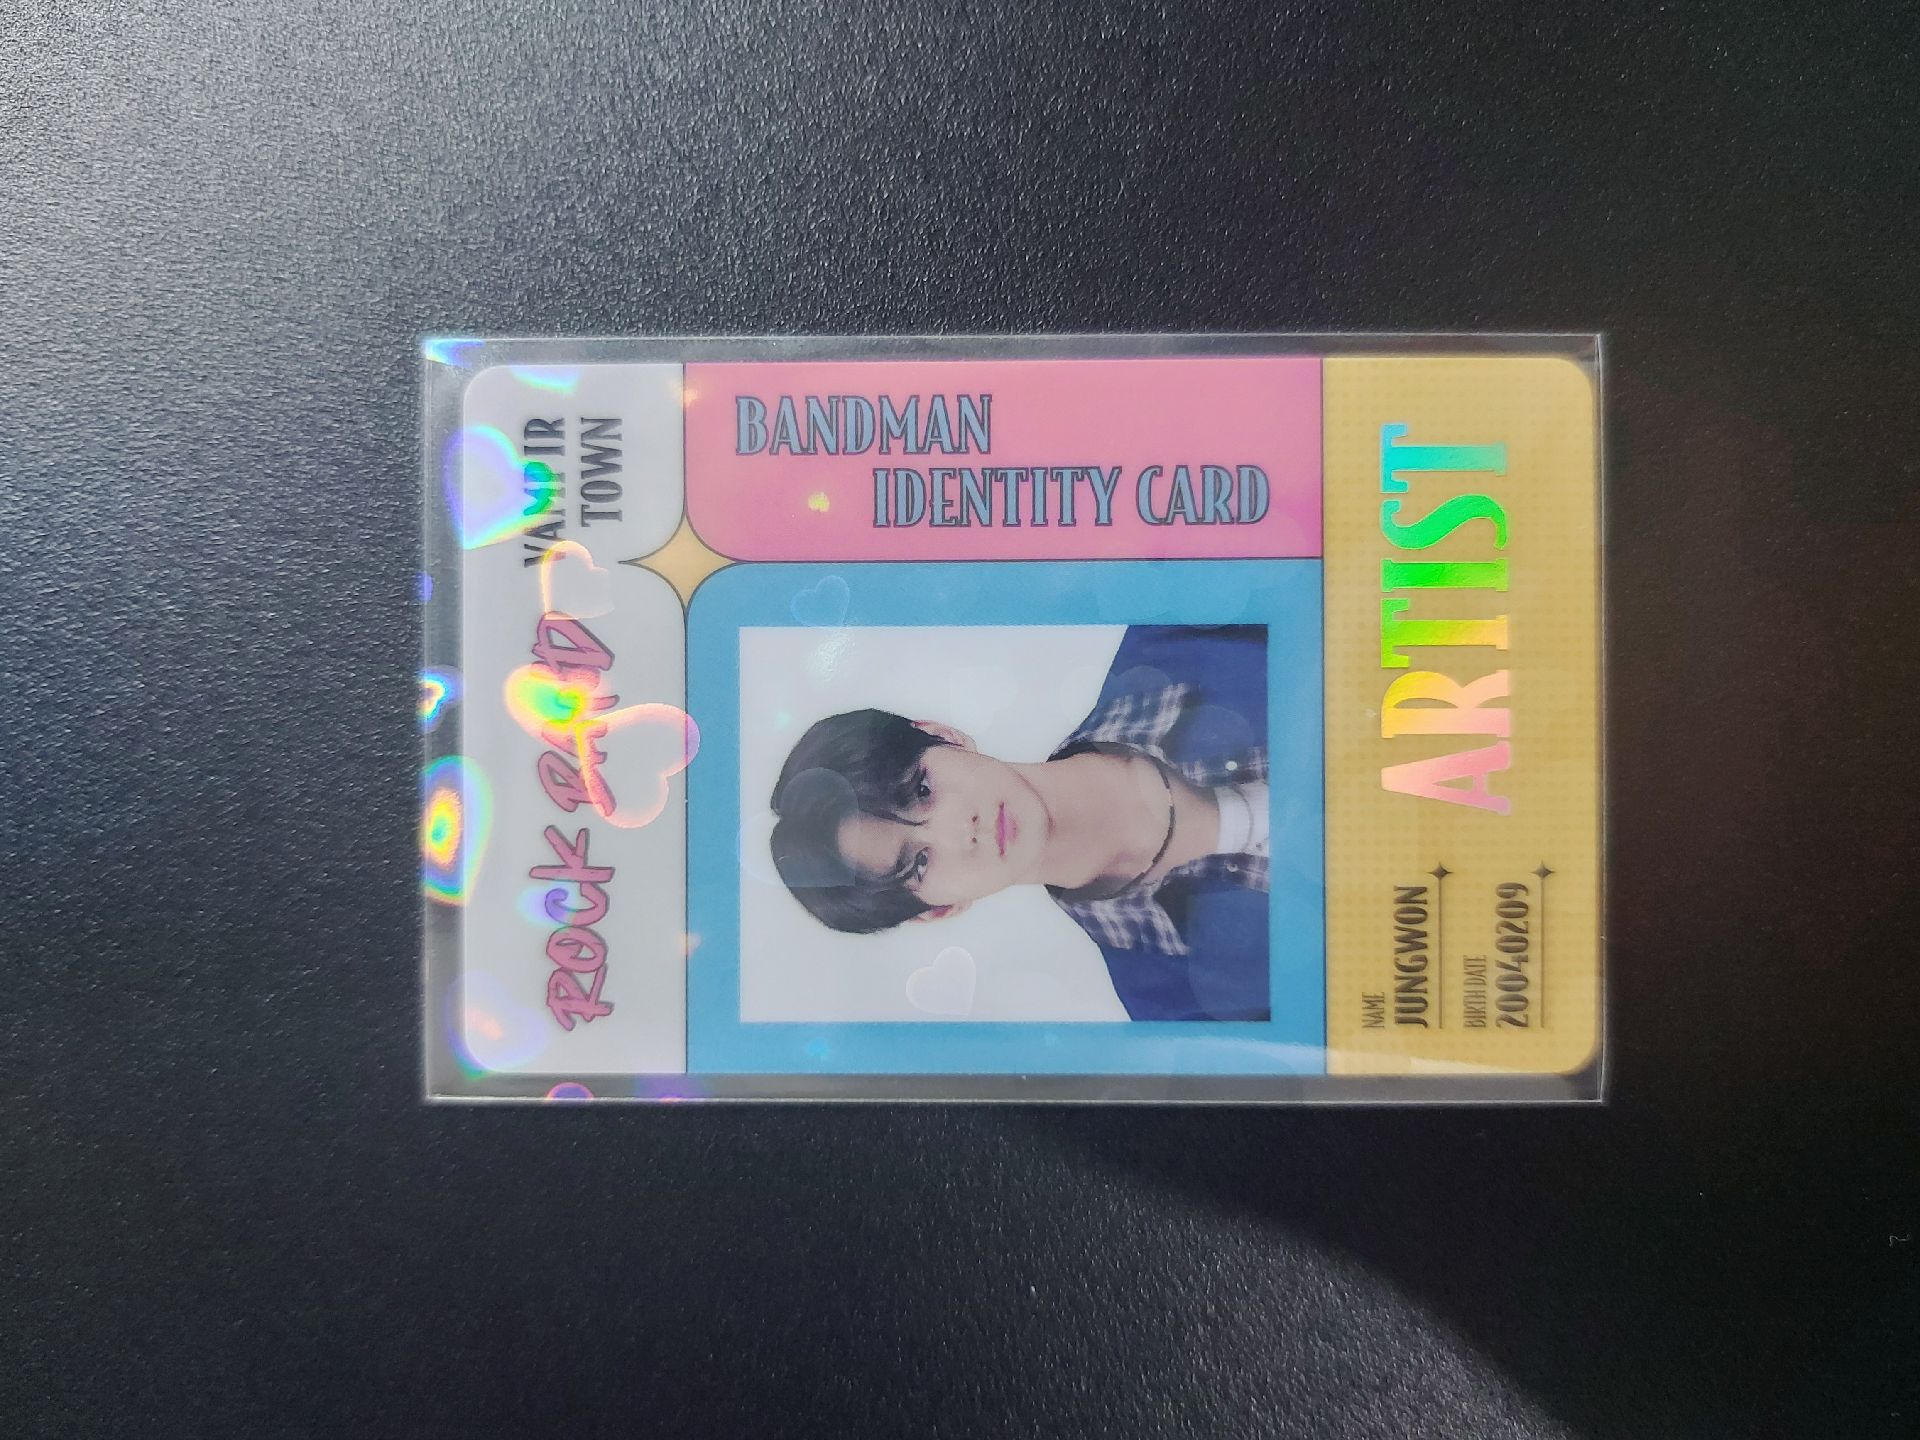 ROCK BAND
VAMPIR
TOWN
BANDMAN
IDENTITY CARD
NAME
JUNGWON
BIRTH DATE
20040209
ARTIST